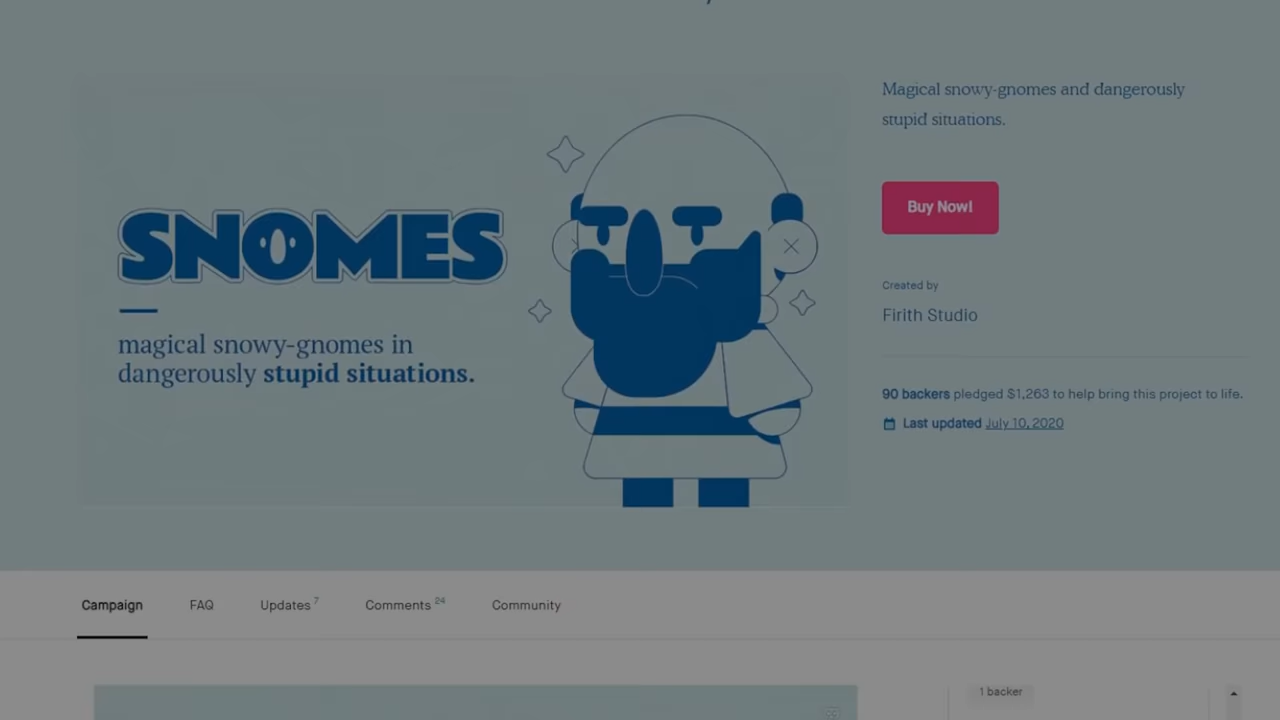 Magical snowy-gnomes and dangerously
stupid situations.
SNOMES
magical snowy-gnomes in
dangerously stupid situations.
Buy Now!
Created by
Firith Studio
90 backers pledged $1,263 to help bring this project to life.
Last updated July 10, 2020
Campaign FAQ Updates 7 Comments 24 Community
1 backer